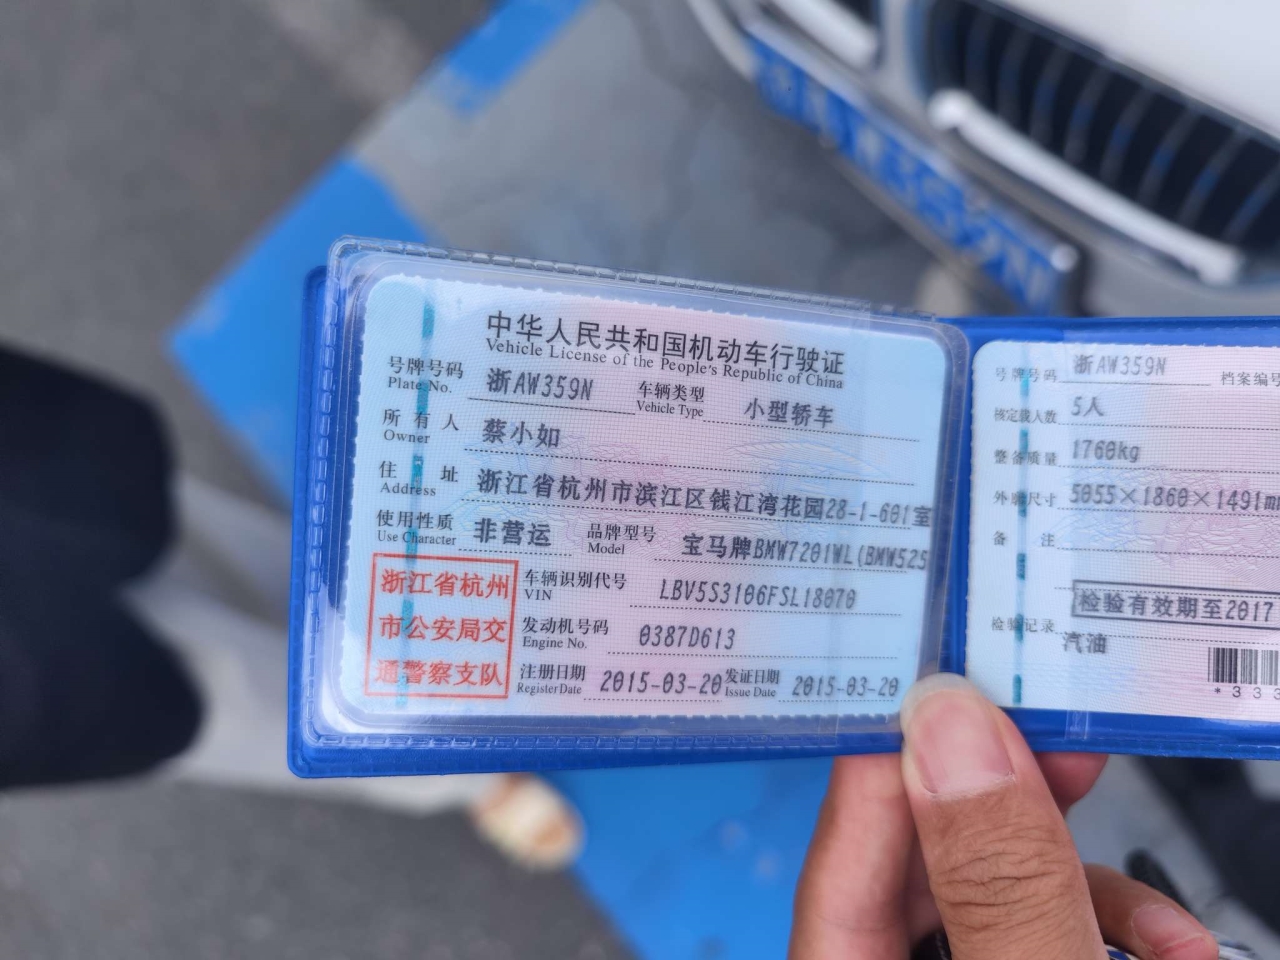 中华人民共和国机动车行驶证
Vehicle License of the People's Republic of China
号牌号码 浙AW359N 车辆类型 小型轿车
Plate No. Vehicle Type
所有人 蔡小如
Owner
住址 浙江省杭州市滨江区钱江湾花园28-1-601室
Address
使用性质 非营运 品牌型号 宝马牌BMW7201WL(BMW525
Use Character Model
浙江省杭州
市公安局交
通警察支队
车辆识别代号 LBV5S3106FSL18070
VIN
发动机号码 0387D613
Engine No.
注册日期 2015-03-20 发证日期 2015-03-20
Register Date Issue Date
号牌号码 浙AW359N 档案编号
核定载人数 5人
整备质量 1760kg
外廓尺寸 5055×1860×1491mm
备注
检验有效期至2017
检验记录
汽油
*333